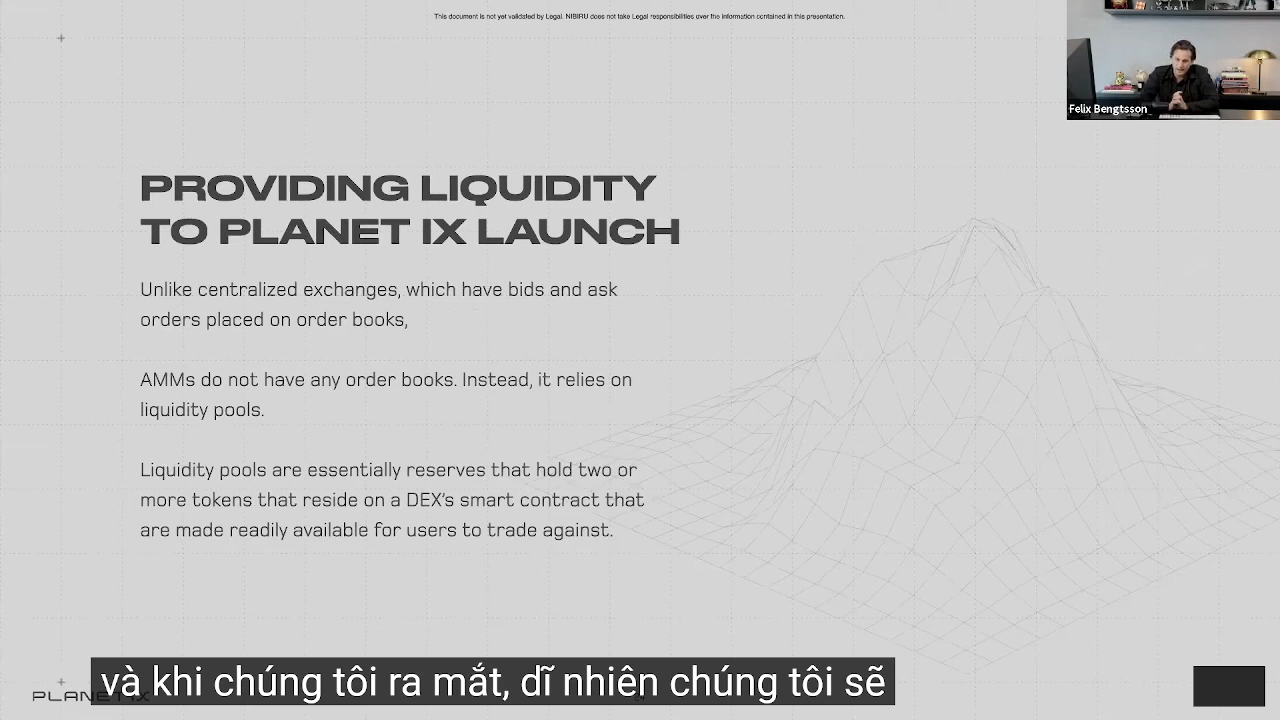 This document is not yet validated by Legal. NIBIRU does not take Legal responsibilities over the information contained in this presentation.
Felix Bengtsson
PROVIDING LIQUIDITY
TO PLANET IX LAUNCH
Unlike centralized exchanges, which have bids and ask
orders placed on order books,
AMMs do not have any order books. Instead, it relies on
liquidity pools.
Liquidity pools are essentially reserves that hold two or
more tokens that reside on a DEX's smart contract that
are made readily available for users to trade against.
và khi chúng tôi ra mắt, dĩ nhiên chúng tôi sẽ
PLANET IX